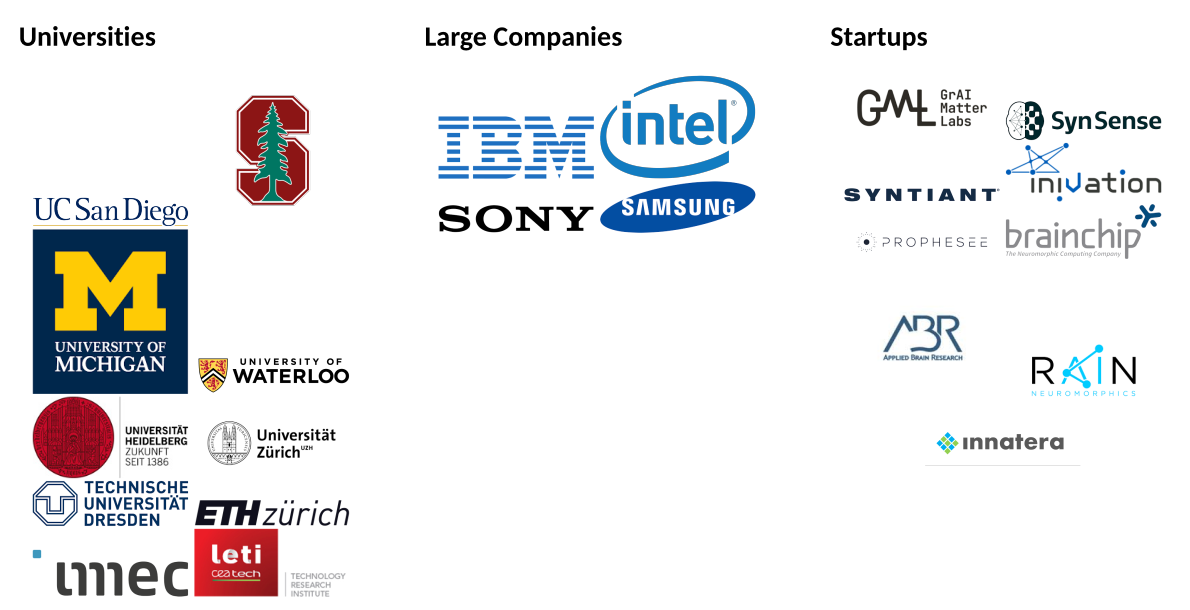 Universities
Large Companies
Startups
S
UC San Diego
M
UNIVERSITY OF
MICHIGAN
UNIVERSITY OF
WATERLOO
UNIVERSITÄT
HEIDELBERG
ZUKUNFT
SEIT 1386
Universität
Zürich UZH
TECHNISCHE
UNIVERSITÄT
DRESDEN
ETH zürich
imec
leti
ceatech
TECHNOLOGY
RESEARCH
INSTITUTE
IBM
intel®
SONY
SAMSUNG
GML
GrAI
Matter
Labs
SynSense
SYNTIANT
iniVation
PROPHESEE
brainchip
The Neuromorphic Computing Company
ABR
APPLIED BRAIN RESEARCH
RAIN
NEUROMORPHICS
innatera